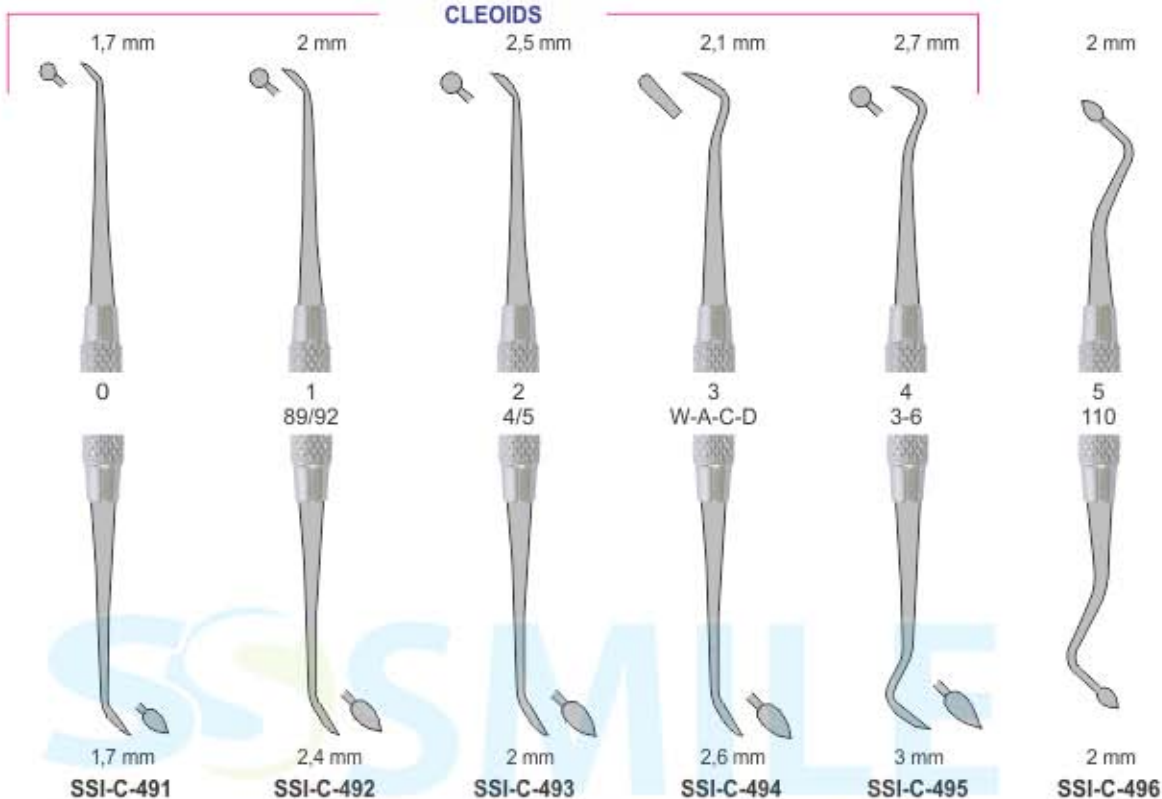 CLEOIDS
1,7 mm 2 mm 2,5 mm 2,1 mm 2,7 mm 2 mm
0 1 2 3 4 5
89/92 4/5 W-A-C-D 3-6 110
SSSMILE
1,7 mm 2,4 mm 2 mm 2,6 mm 3 mm 2 mm
SSI-C-491 SSI-C-492 SSI-C-493 SSI-C-494 SSI-C-495 SSI-C-496